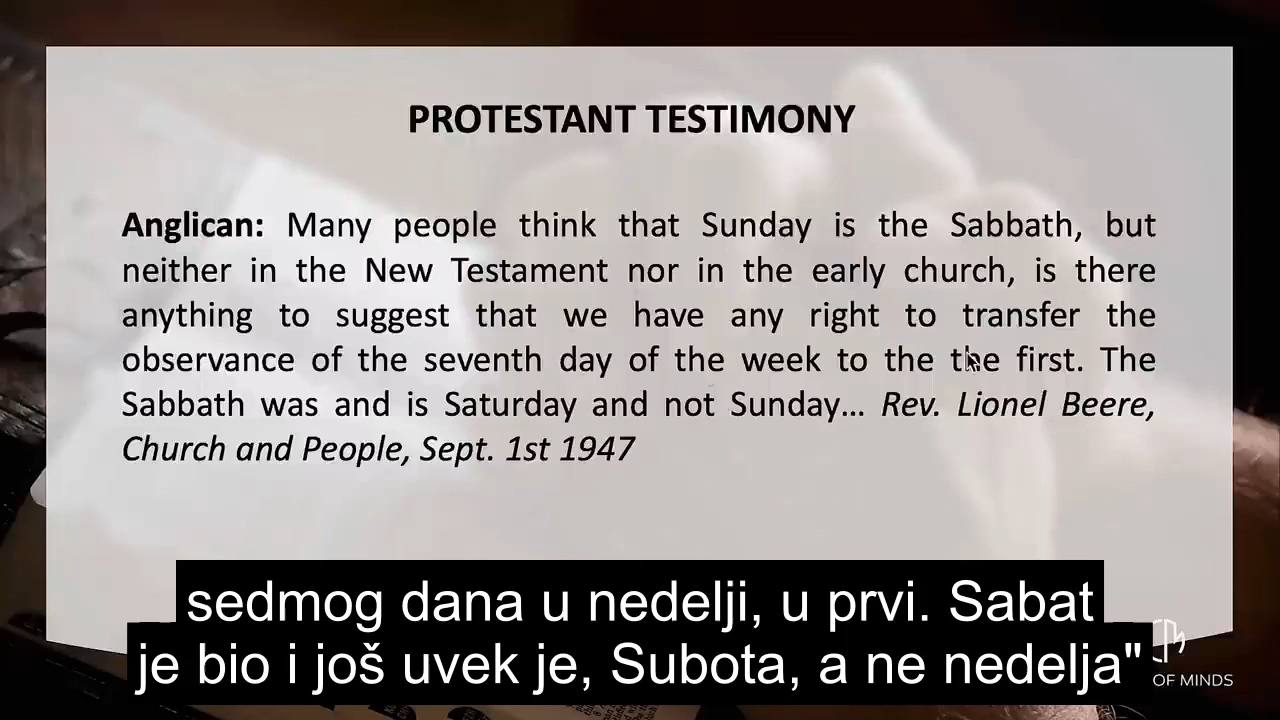 PROTESTANT TESTIMONY
Anglican: Many people think that Sunday is the Sabbath, but
neither in the New Testament nor in the early church, is there
anything to suggest that we have any right to transfer the
observance of the seventh day of the week to the the first. The
Sabbath was and is Saturday and not Sunday… Rev. Lionel Beere,
Church and People, Sept. 1st 1947
sedmog dana u nedelji, u prvi. Sabat
je bio i još uvek je, Subota, a ne nedelja"
OF MINDS